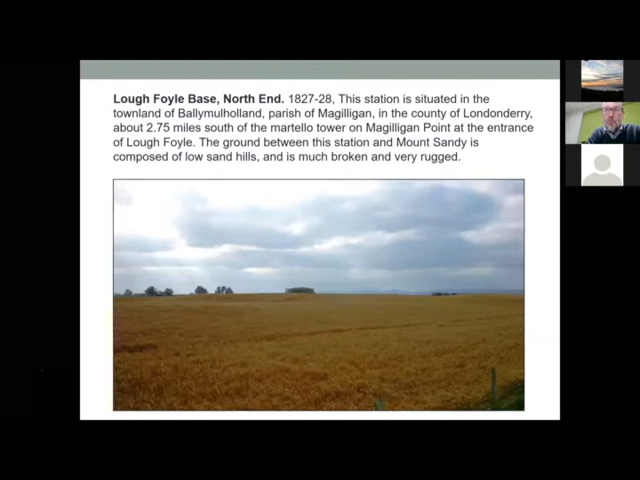 Lough Foyle Base, North End. 1827-28, This station is situated in the
townland of Ballymulholland, parish of Magilligan, in the county of Londonderry,
about 2.75 miles south of the martello tower on Magilligan Point at the entrance
of Lough Foyle. The ground between this station and Mount Sandy is
composed of low sand hills, and is much broken and very rugged.